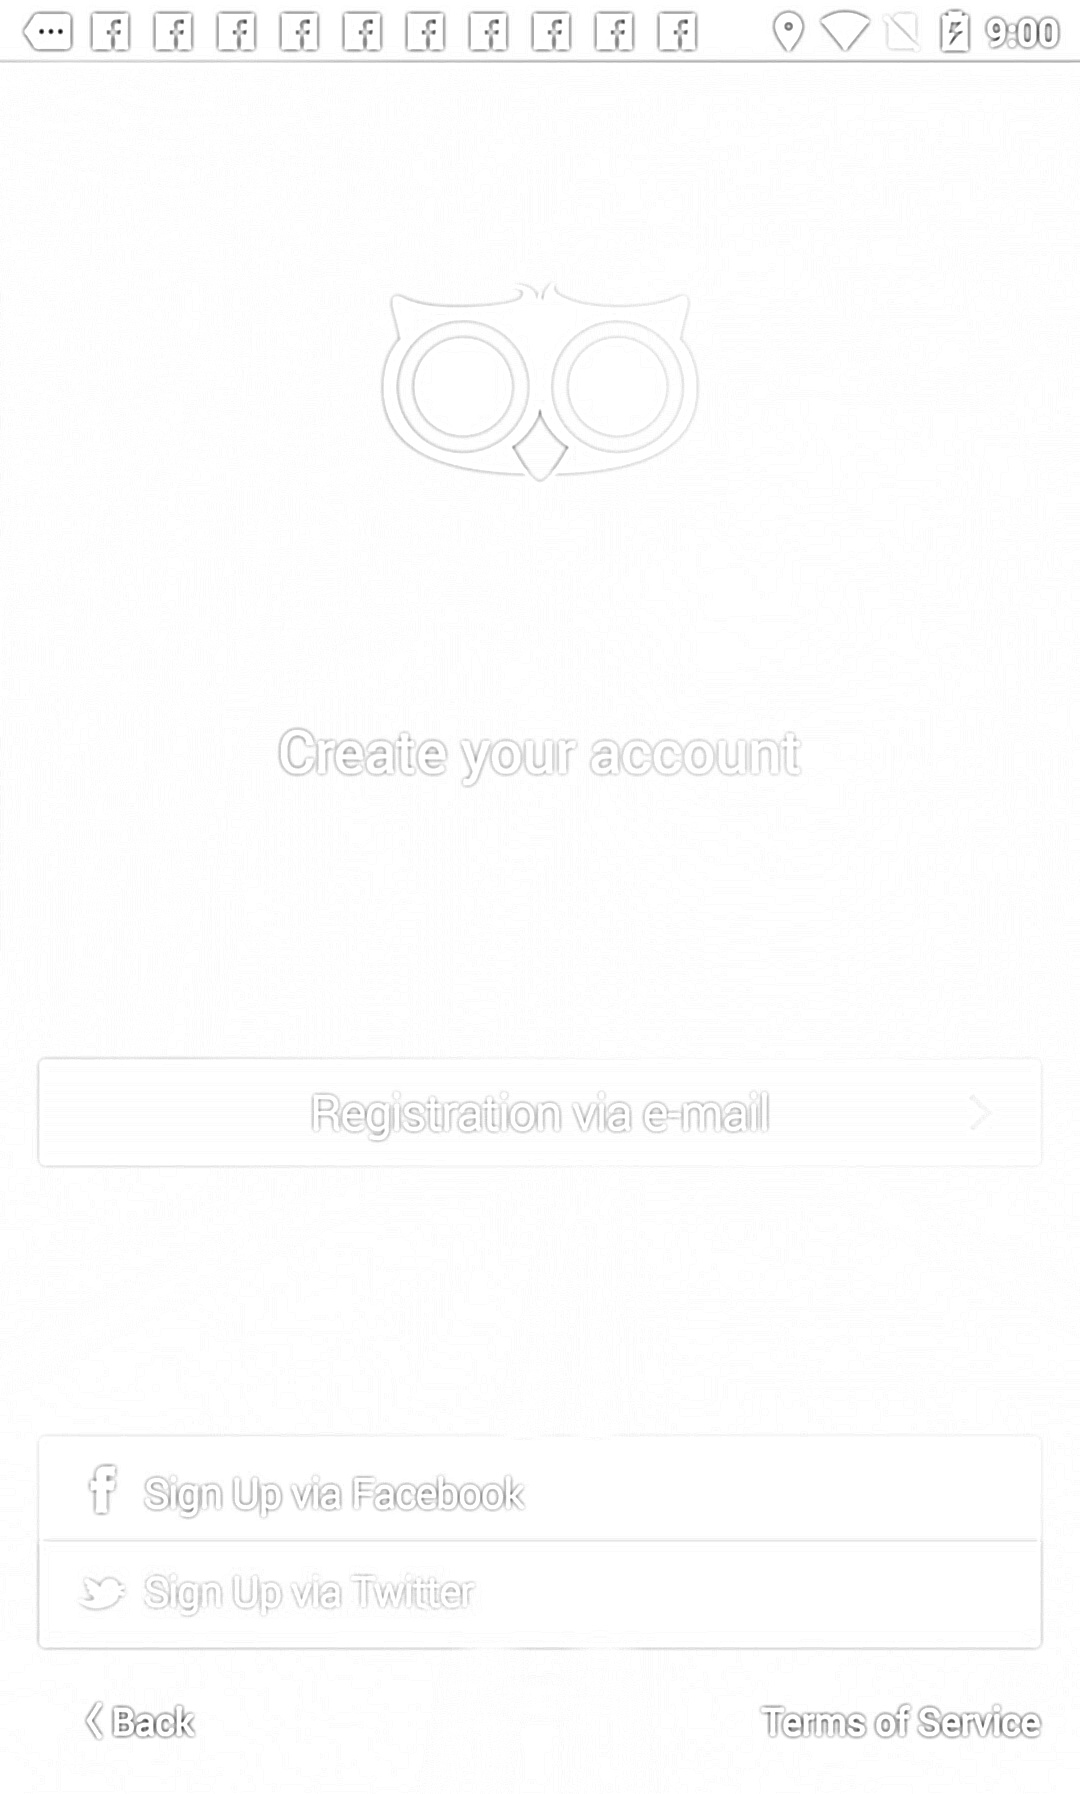 9:00
Create your account
Registration via e-mail
Sign Up via Facebook
Sign Up via Twitter
Back
Terms of Service